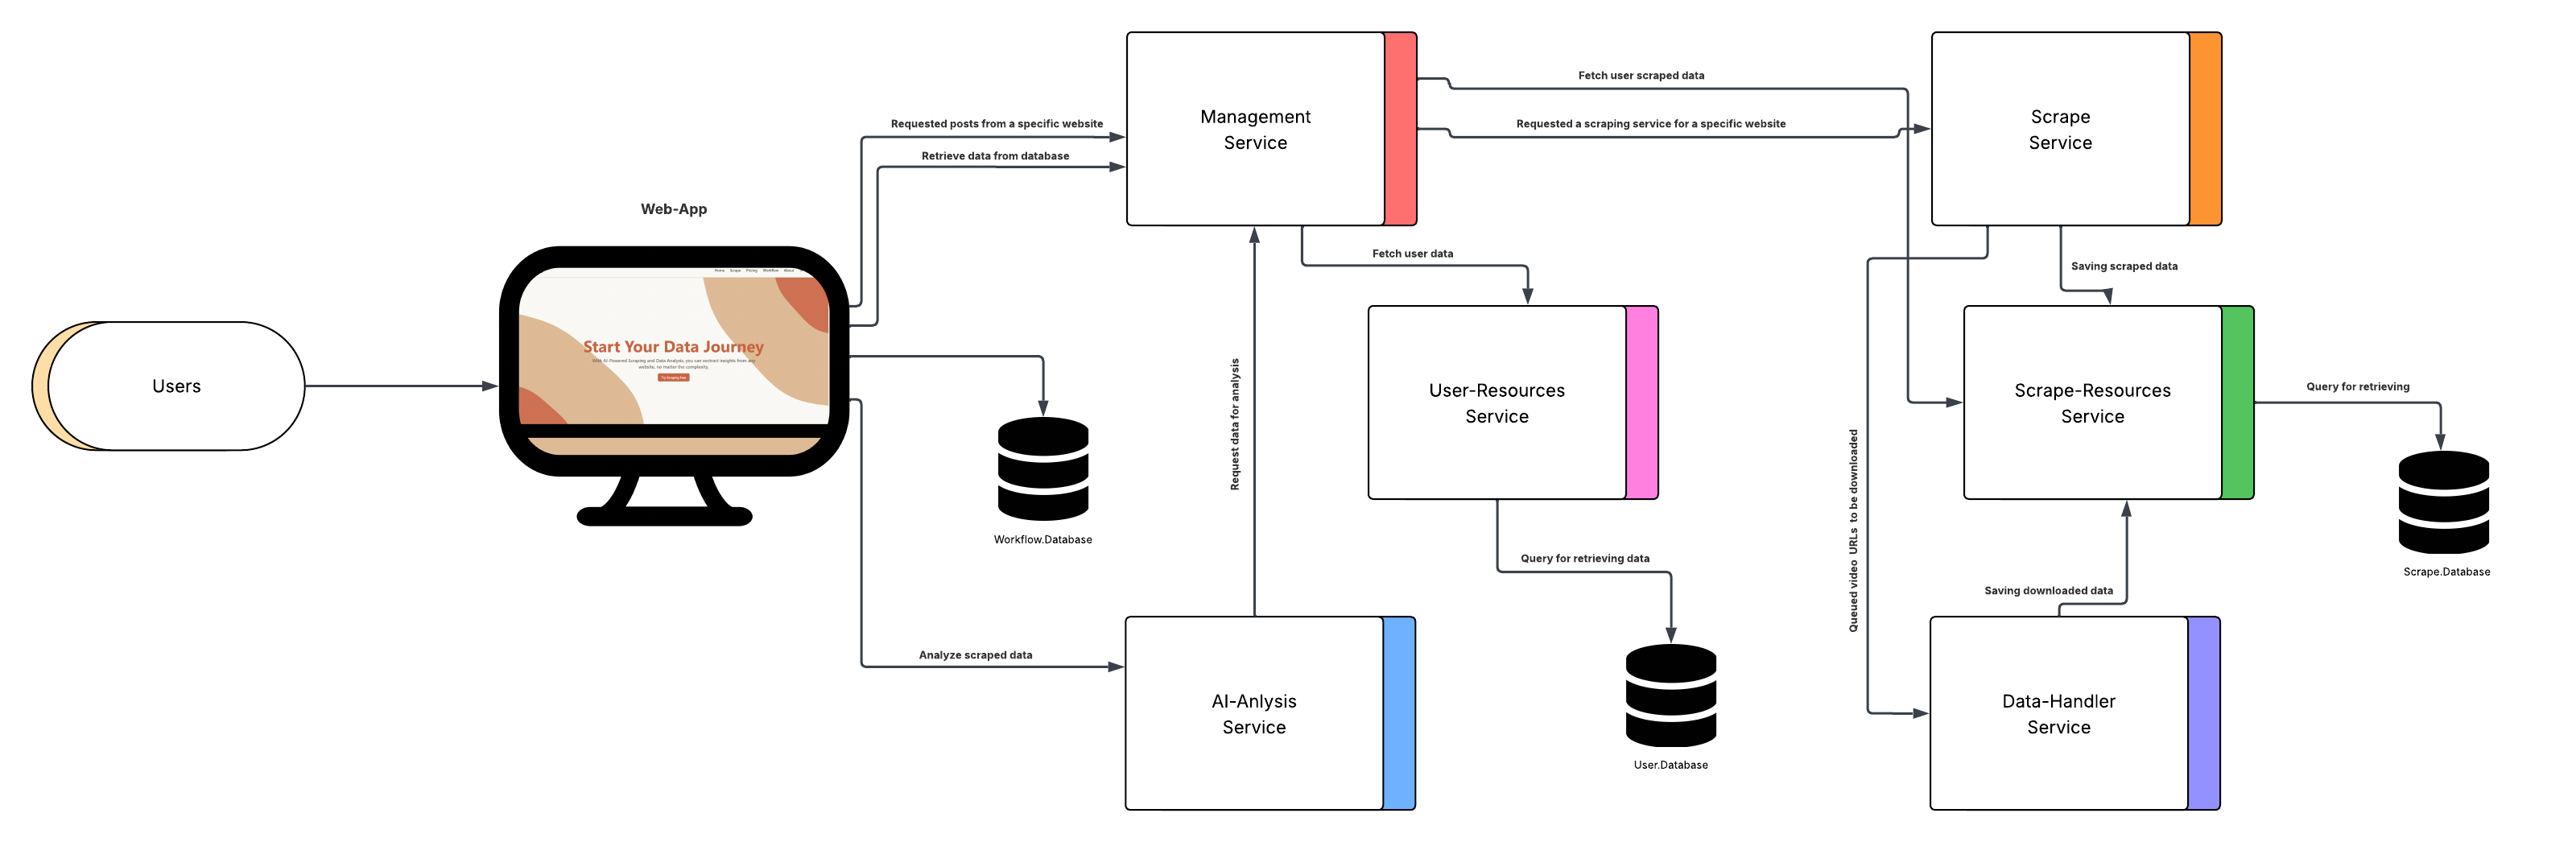 Fetch user scraped data
Requested posts from a specific website
Requested a scraping service for a specific website
Management
Service
Scrape
Service
Retrieve data from database
Web-App
Fetch user data
Saving scraped data
Home Scrape Pricing Workflow About
Start Your Data Journey
With AI-Powered Scraping and Data Analysis, you can extract insights from any
website, no matter the complexity.
Try Scraping Free
Users
Request data for analysis
User-Resources
Service
Scrape-Resources
Service
Query for retrieving
Workflow.Database
Queued video URLs to be downloaded
Query for retrieving data
Scrape.Database
Saving downloaded data
Analyze scraped data
AI-Anlysis
Service
Data-Handler
Service
User.Database